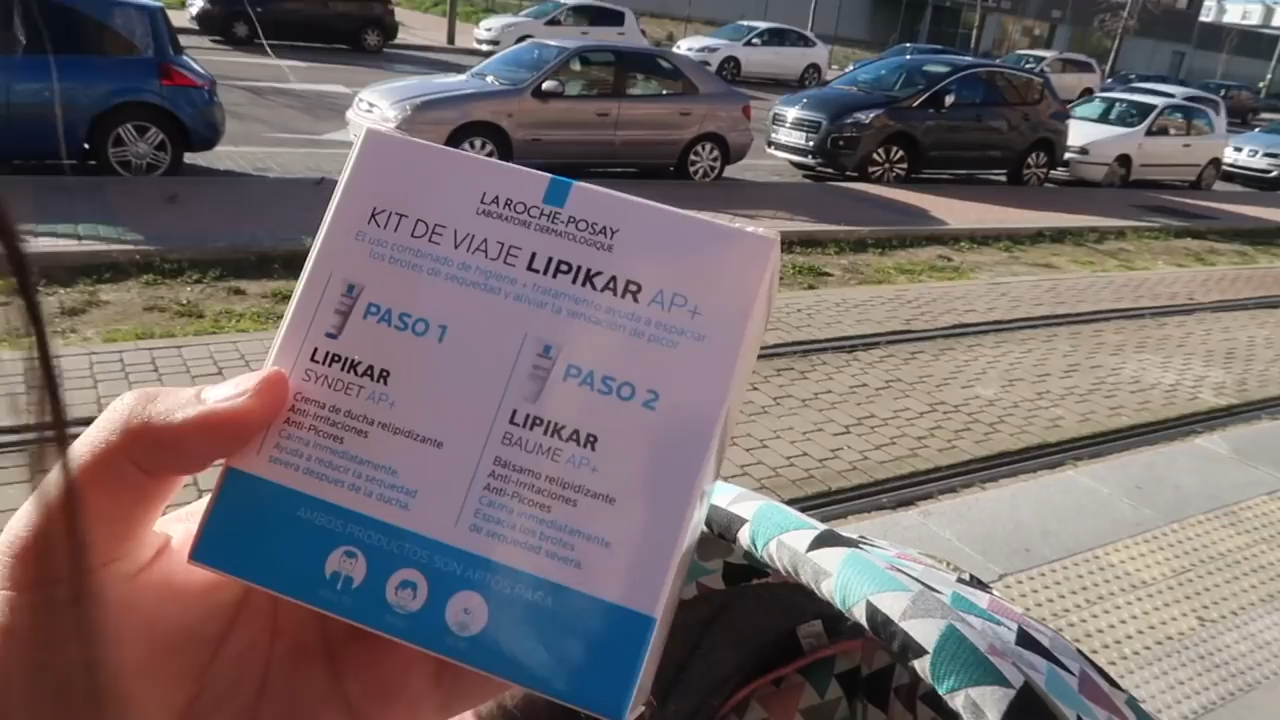 LA ROCHE-POSAY
LABORATOIRE DERMATOLOGIQUE
KIT DE VIAJE LIPIKAR AP+
El uso combinado de higiene + tratamiento ayuda a espaciar
los brotes de sequedad y aliviar la sensación de picor
PASO 1
LIPIKAR
SYNDET AP+
Crema de ducha relipidizante
Anti-Irritaciones
Anti-Picores
Calma inmediatamente.
Ayuda a reducir la sequedad
severa despues de la ducha.
PASO 2
LIPIKAR
BAUME AP+
Bálsamo relipidizante
Anti-Irritaciones
Anti-Picores
Calma inmediatamente.
Espacia los brotes
de sequedad severa.
AMBOS PRODUCTOS SON APTOS PARA